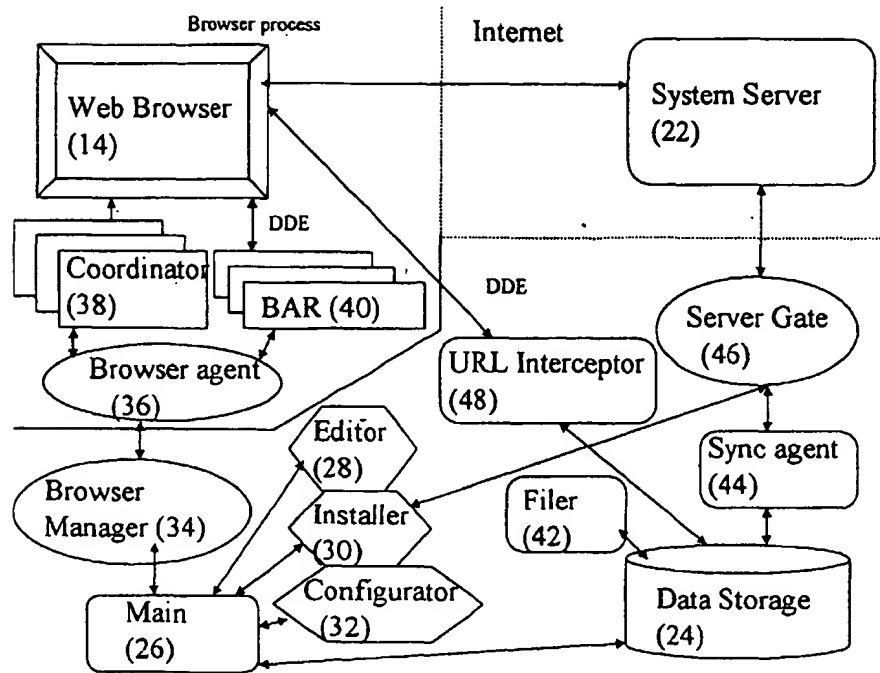 Browser process
Internet
Web Browser
(14)
System Server
(22)
DDE
Coordinator
(38)
BAR (40)
DDE
Server Gate
(46)
URL Interceptor
(48)
Browser agent
(36)
Editor
(28)
Sync agent
(44)
Browser
Manager (34)
Installer
(30)
Filer
(42)
Configurator
(32)
Main
(26)
Data Storage
(24)